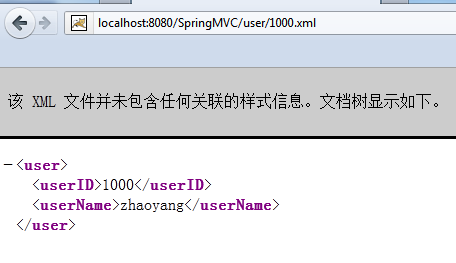 localhost:8080/SpringMVC/user/1000.xml
该 XML 文件并未包含任何关联的样式信息。文档树显示如下。
−<user>
<userID>1000</userID>
<userName>zhaoyang</userName>
</user>